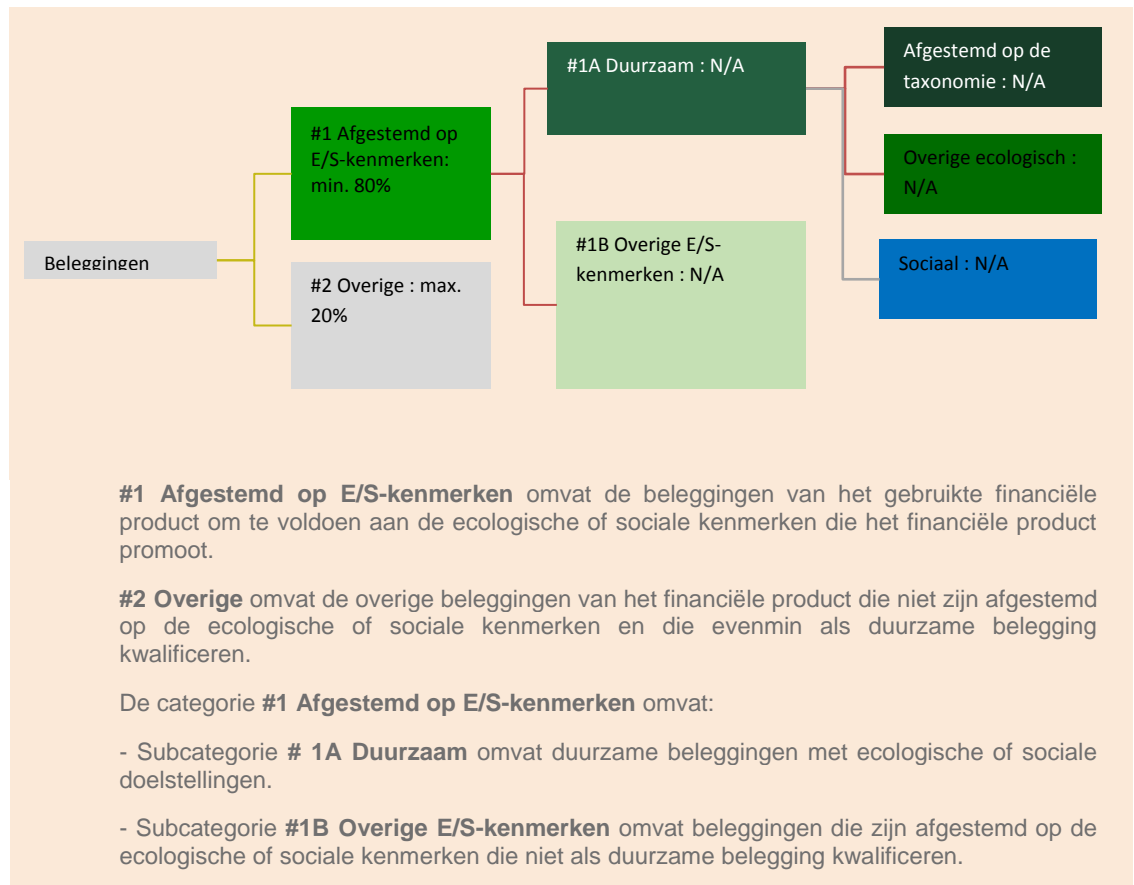 Beleggingen
#1 Afgestemd op
E/S-kenmerken:
min. 80%
#2 Overige : max.
20%
#1A Duurzaam : N/A
#1B Overige E/S-
kenmerken : N/A
Afgestemd op de
taxonomie : N/A
Overige ecologisch :
N/A
Sociaal : N/A
#1 Afgestemd op E/S-kenmerken omvat de beleggingen van het gebruikte financiële
product om te voldoen aan de ecologische of sociale kenmerken die het financiële product
promoot.
#2 Overige omvat de overige beleggingen van het financiële product die niet zijn afgestemd
op de ecologische of sociale kenmerken en die evenmin als duurzame belegging
kwalificeren.
De categorie #1 Afgestemd op E/S-kenmerken omvat:
- Subcategorie # 1A Duurzaam omvat duurzame beleggingen met ecologische of sociale
doelstellingen.
- Subcategorie #1B Overige E/S-kenmerken omvat beleggingen die zijn afgestemd op de
ecologische of sociale kenmerken die niet als duurzame belegging kwalificeren.